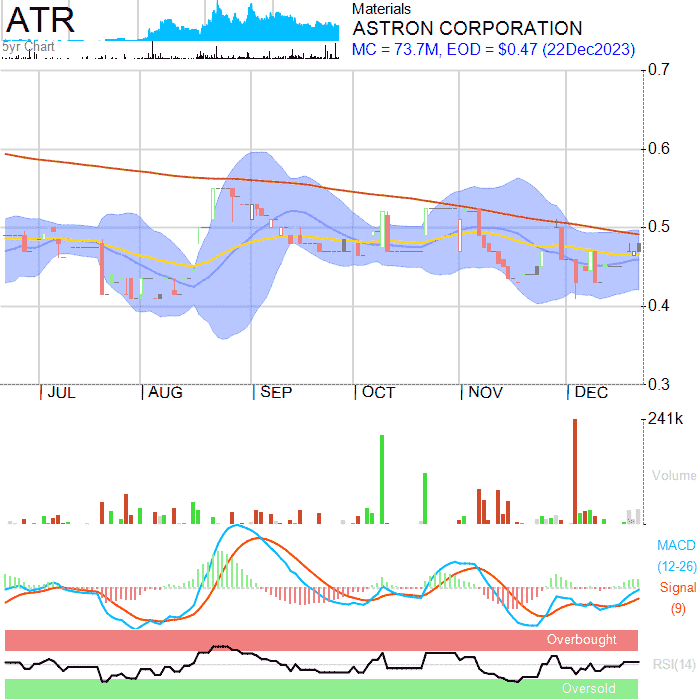 ATR
5yr Chart
Materials
ASTRON CORPORATION
MC = 73.7M, EOD = $0.47 (22Dec2023)
0.7
0.6
0.5
0.4
0.3
JUL AUG SEP OCT NOV DEC
241k
Volume
MACD
(12-26)
Signal
(9)
Overbought
RSI(14)
Oversold